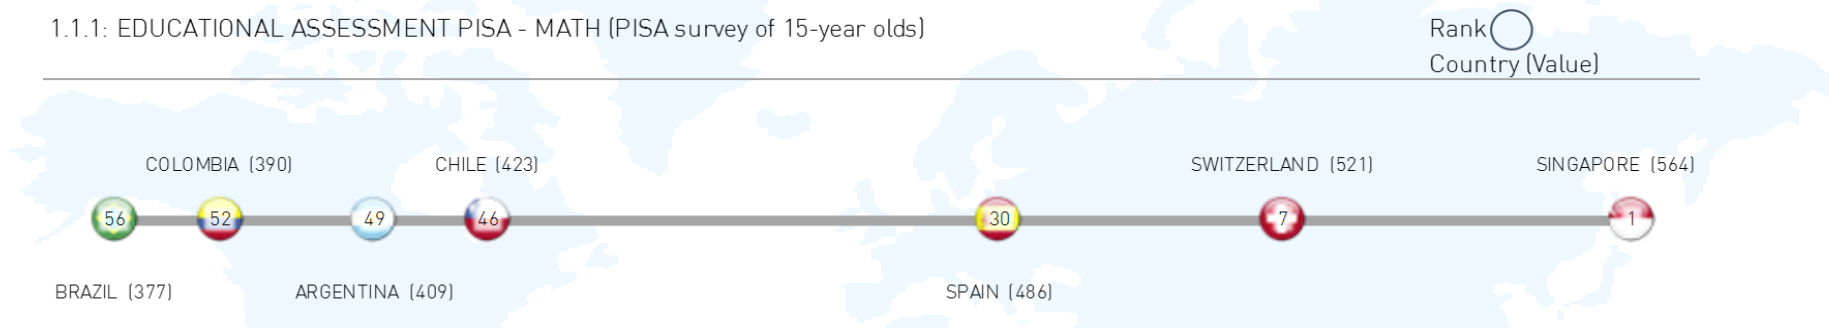 1.1.1: EDUCATIONAL ASSESSMENT PISA - MATH (PISA survey of 15-year olds)
Rank
Country (Value)
COLOMBIA (390)
CHILE (423)
SWITZERLAND (521)
SINGAPORE (564)
56
52
49
46
30
7
1
BRAZIL (377)
ARGENTINA (409)
SPAIN (486)